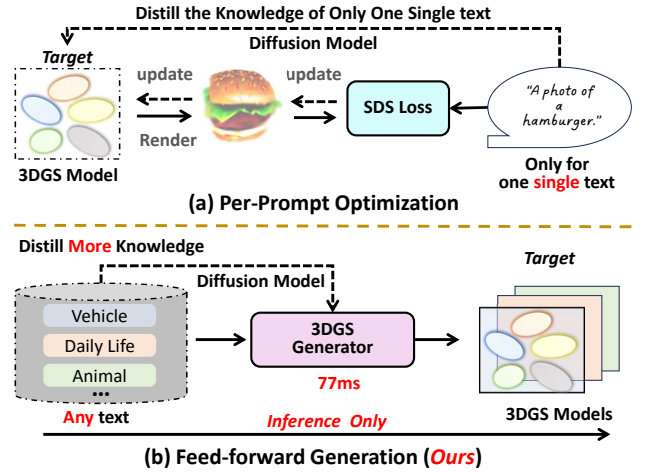 Distill the Knowledge of Only One Single text
Diffusion Model
Target
update
update
SDS Loss
"A photo of
a
hamburger."
Render
3DGS Model
Only for
one single text
(a) Per-Prompt Optimization
Distill More Knowledge
Target
Diffusion Model
Vehicle
Daily Life
Animal
...
3DGS
Generator
77ms
Any text
Inference Only
3DGS Models
(b) Feed-forward Generation (Ours)